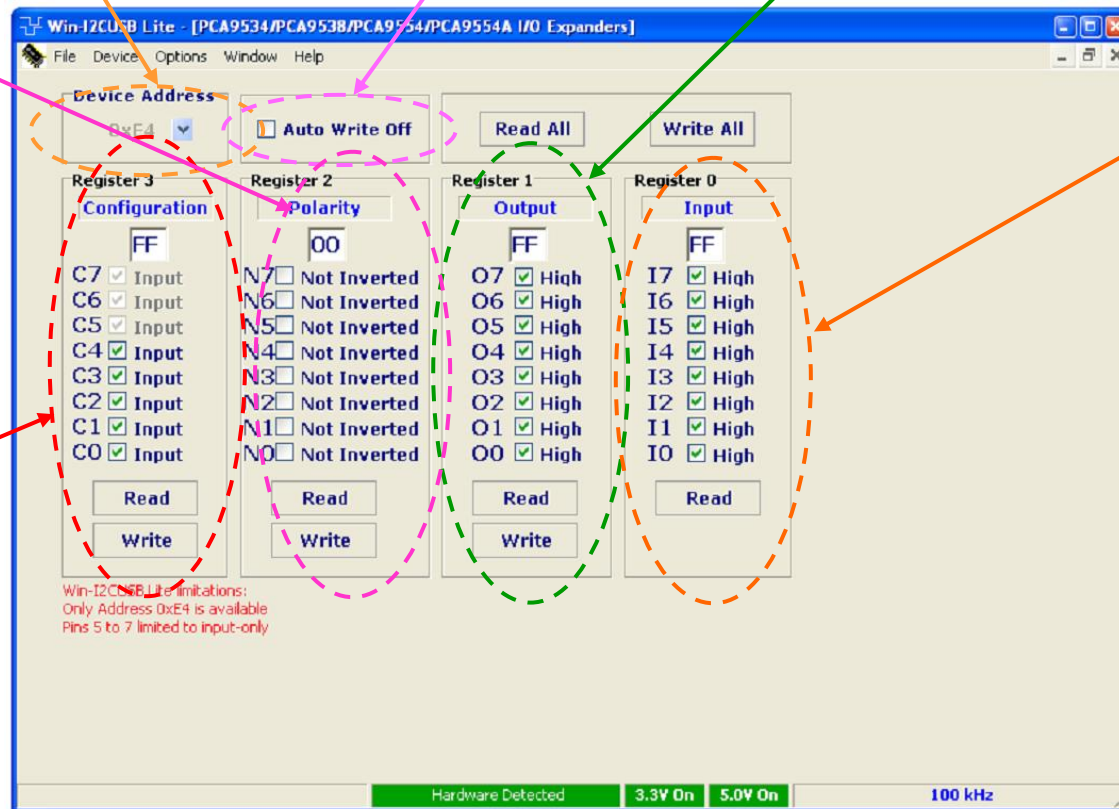 Win-I2CUSB Lite - [PCA9534/PCA9538/PCA9554/PCA9554A I/O Expanders]
File Device Options Window Help
Device Address
0xE4
Auto Write Off
Read All
Write All
Register 3
Register 2
Register 1
Register 0
Configuration
Polarity
Output
Input
FF
00
FF
FF
C7 Input
N7 Not Inverted
O7 High
I7 High
C6 Input
N6 Not Inverted
O6 High
I6 High
C5 Input
N5 Not Inverted
O5 High
I5 High
C4 Input
N4 Not Inverted
O4 High
I4 High
C3 Input
N3 Not Inverted
O3 High
I3 High
C2 Input
N2 Not Inverted
O2 High
I2 High
C1 Input
N1 Not Inverted
O1 High
I1 High
C0 Input
N0 Not Inverted
O0 High
I0 High
Read
Read
Read
Read
Write
Write
Write
Win-I2CUSB Lite limitations:
Only Address 0xE4 is available
Pins 5 to 7 limited to input-only
Hardware Detected
3.3V On
5.0V On
100 kHz